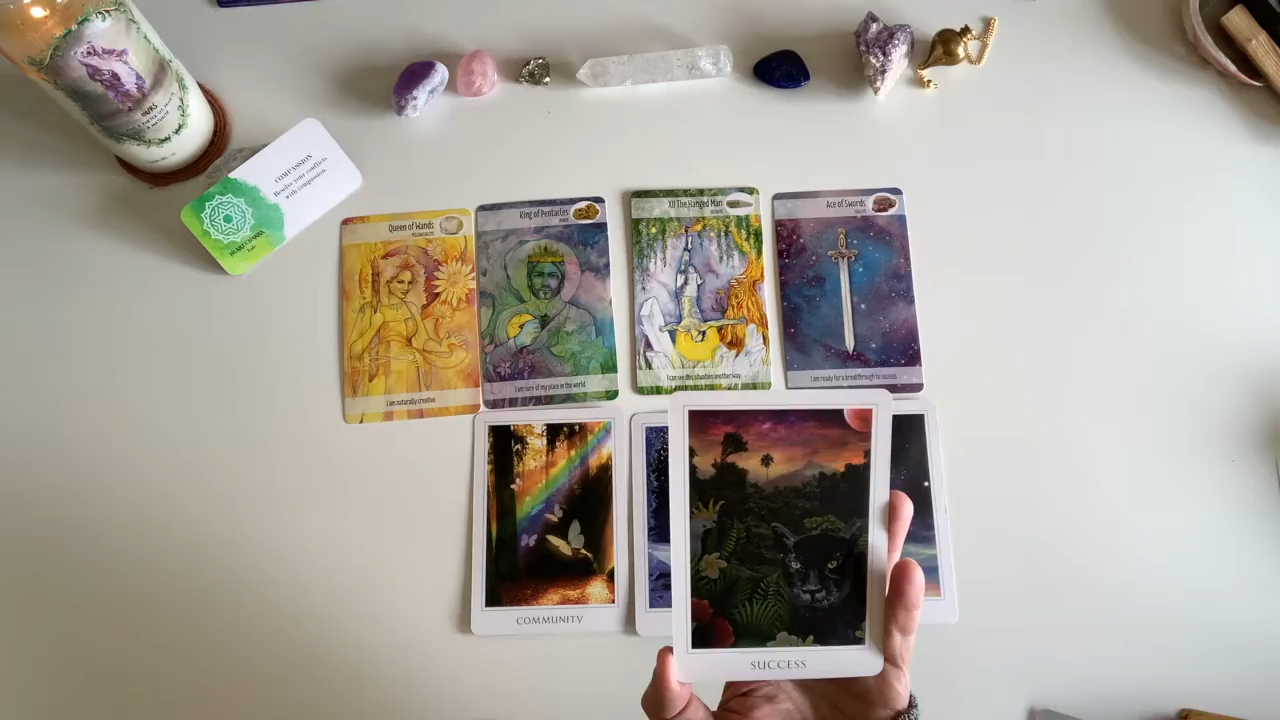 OURS
COMPASSION
Resolve your conflicts
with compassion.
HEART CHAKRA
Queen of Wands
I am naturally creative
King of Pentacles
I am sure of my place in the world
XII The Hanged Man
I can see this situation another way
Ace of Swords
I am ready for a breakthrough to success
COMMUNITY
SUCCESS